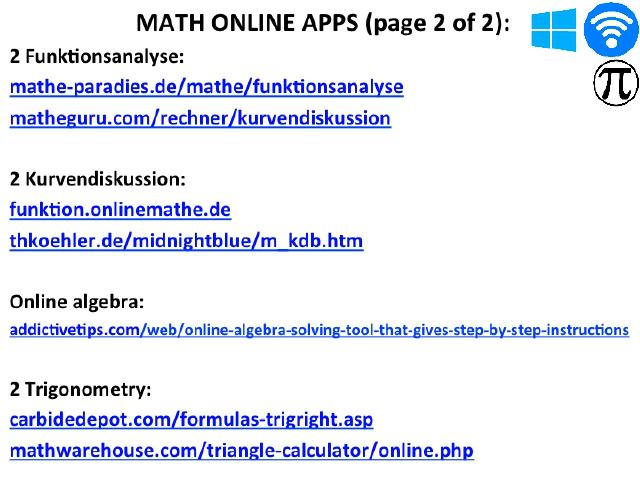 MATH ONLINE APPS (page 2 of 2):
2 Funktionsanalyse:
mathe-paradies.de/mathe/funktionsanalyse
matheguru.com/rechner/kurvendiskussion
2 Kurvendiskussion:
funktion.onlinemathe.de
thkoehler.de/midnightblue/m_kdb.htm
Online algebra:
addictivetips.com/web/online-algebra-solving-tool-that-gives-step-by-step-instructions
2 Trigonometry:
carbidedepot.com/formulas-trigright.asp
mathwarehouse.com/triangle-calculator/online.php
π